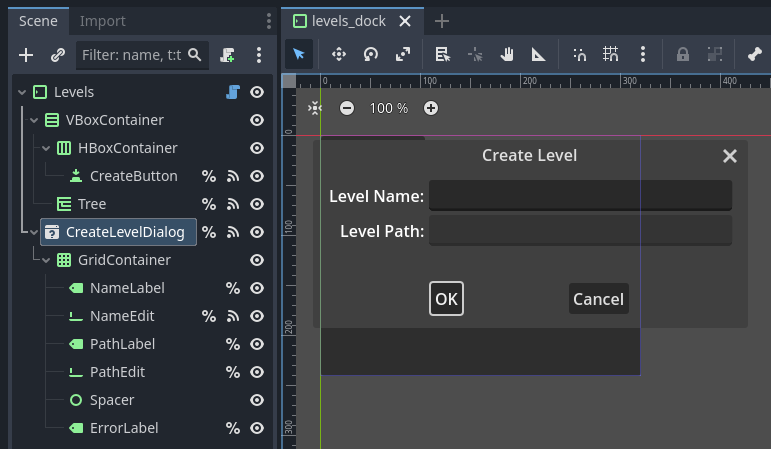 Scene
Import
levels_dock
Filter: name, t:t
Levels
VBoxContainer
HBoxContainer
CreateButton
Tree
CreateLevelDialog
GridContainer
NameLabel
NameEdit
PathLabel
PathEdit
Spacer
ErrorLabel
0
100
200
300
400
0
100
200
300
100 %
Create Level
Level Name:
Level Path:
OK
Cancel